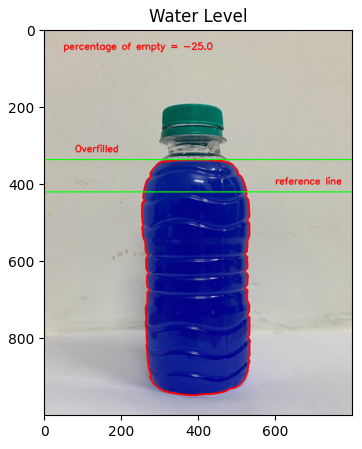 Water Level
percentage of empty = -25.0
Overfilled
reference line
0
200
400
600
800
0
200
400
600